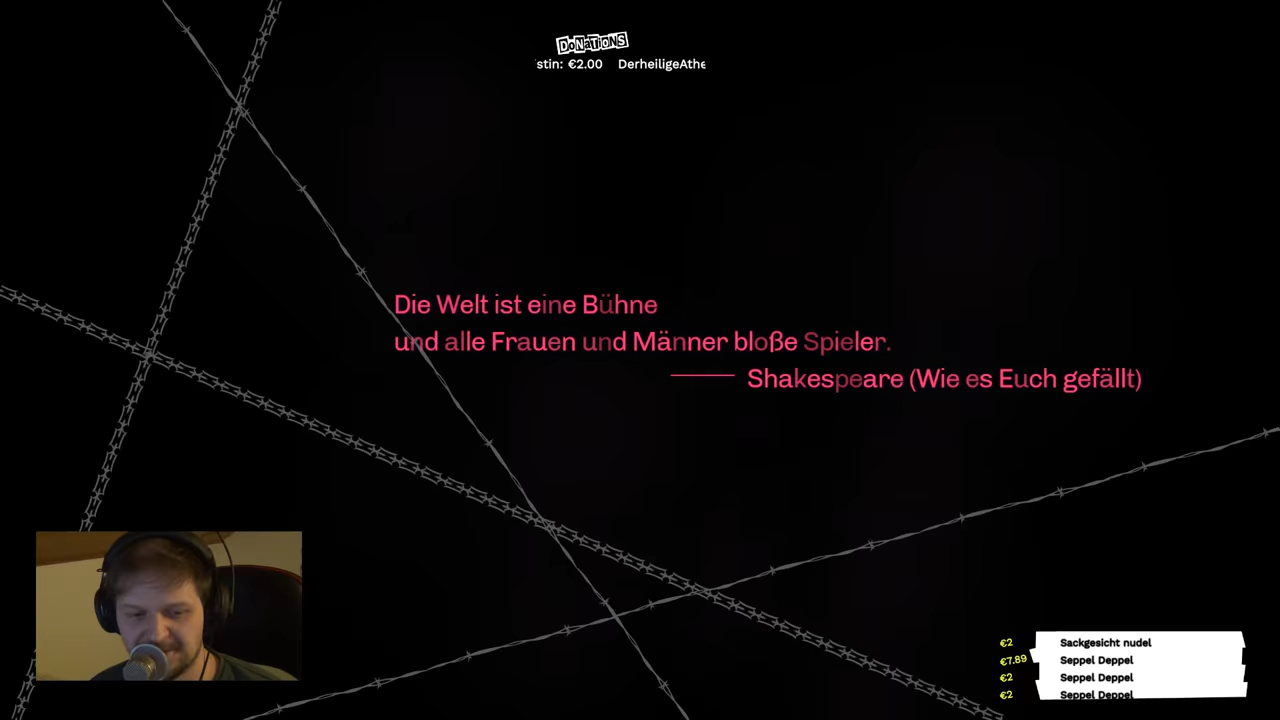 DONATIONS
stin: €2.00 DerheiligeAthe
Die Welt ist eine Bühne
und alle Frauen und Männer bloße Spieler.
Shakespeare (Wie es Euch gefällt)
€2 Sackgesicht nudel
€7.89 Seppel Deppel
€2 Seppel Deppel
€2 Seppel Deppel